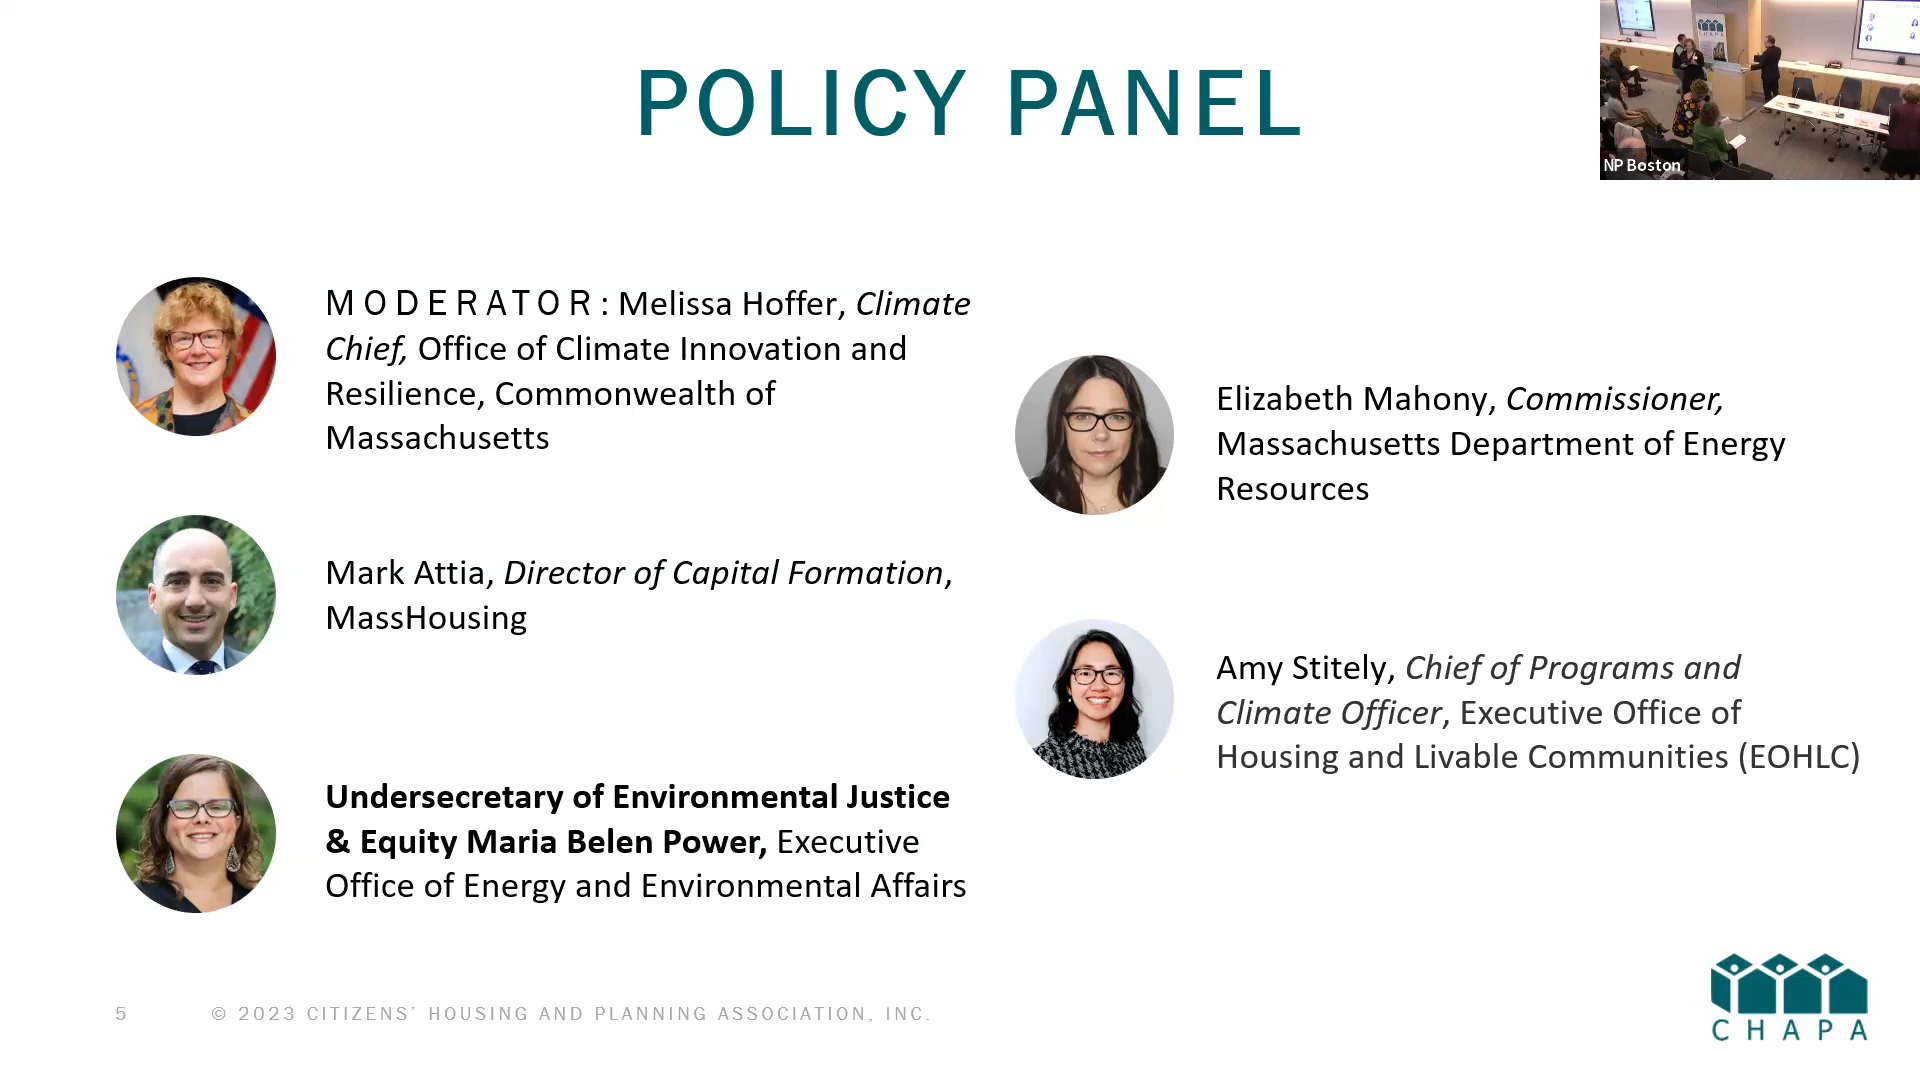 POLICY PANEL
NP Boston
CHAPA
MODERATOR: Melissa Hoffer, Climate
Chief, Office of Climate Innovation and
Resilience, Commonwealth of
Massachusetts
Mark Attia, Director of Capital Formation,
MassHousing
Undersecretary of Environmental Justice
& Equity Maria Belen Power, Executive
Office of Energy and Environmental Affairs
Elizabeth Mahony, Commissioner,
Massachusetts Department of Energy
Resources
Amy Stitely, Chief of Programs and
Climate Officer, Executive Office of
Housing and Livable Communities (EOHLC)
5
© 2023 CITIZENS’ HOUSING AND PLANNING ASSOCIATION, INC.
CHAPA